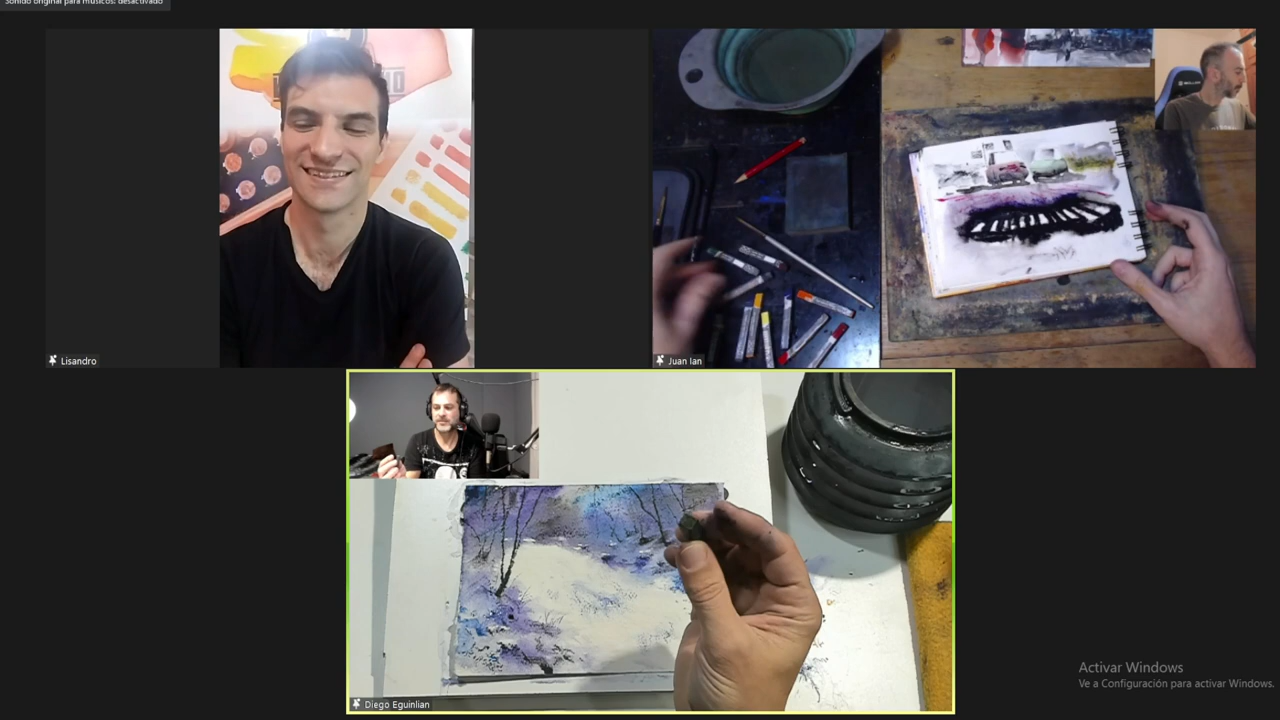 Sonido original para músicos: desactivado
Lisandro
Juan Ian
Diego Eguinlian
Activar Windows
Ve a Configuración para activar Windows.